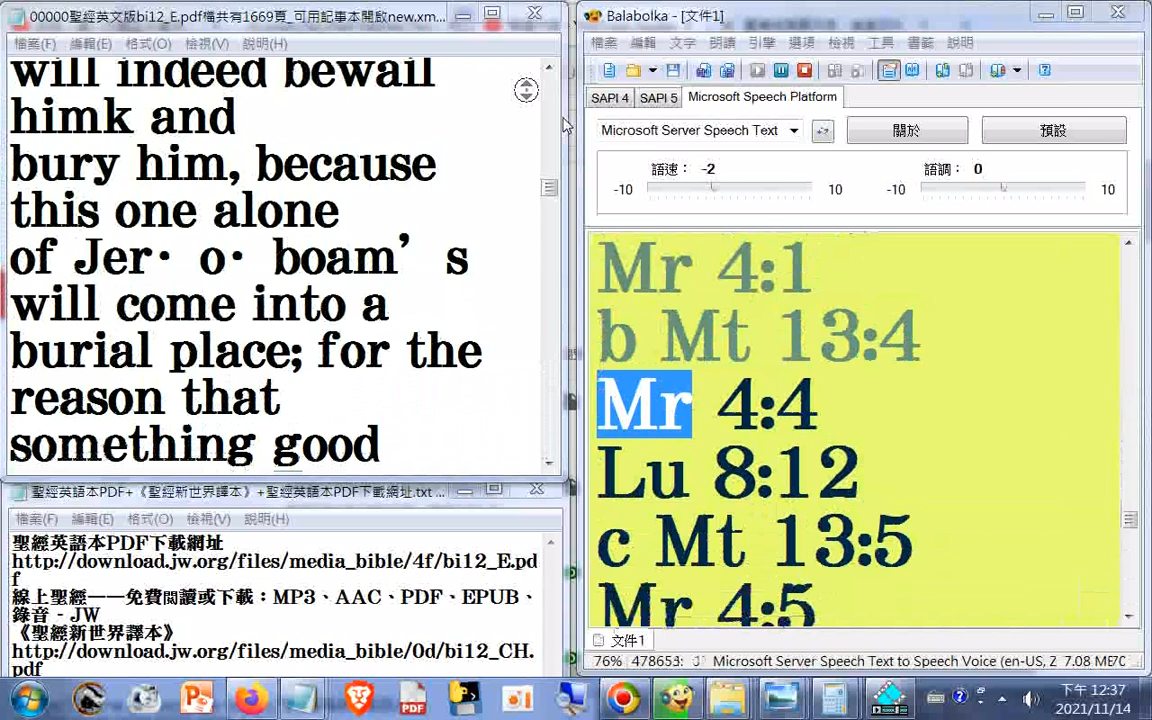 00000聖經英文版bi12_E.pdf檔共有1669頁_可用記事本開啟new.xm...
檔案(F) 編輯(E) 格式(O) 檢視(V) 說明(H)
will indeed bewail
himk and
bury him, because
this one alone
of Jer· o· boam’ s
will come into a
burial place; for the
reason that
something good
聖經英語本PDF+《聖經新世界譯本》+聖經英語本PDF下載網址.txt ...
檔案(F) 編輯(E) 格式(O) 檢視(V) 說明(H)
聖經英語本PDF下載網址
http://download.jw.org/files/media_bible/4f/bi12_E.pd
f
線上聖經——免費閱讀或下載：MP3、AAC、PDF、EPUB、
錄音 - JW
《聖經新世界譯本》
http://download.jw.org/files/media_bible/0d/bi12_CH.
pdf
Balabolka - [文件1]
檔案 編輯 文字 朗讀 引擎 選項 檢視 工具 書籤 說明
SAPI 4 SAPI 5 Microsoft Speech Platform
Microsoft Server Speech Text 關於 預設
語速： -2 語調： 0
-10 10 -10 10
Mr 4:1
b Mt 13:4
Mr 4:4
Lu 8:12
c Mt 13:5
Mr 4:5
文件1
76% 478653: Microsoft Server Speech Text to Speech Voice (en-US, Z 7.08 ME
下午 12:37
2021/11/14